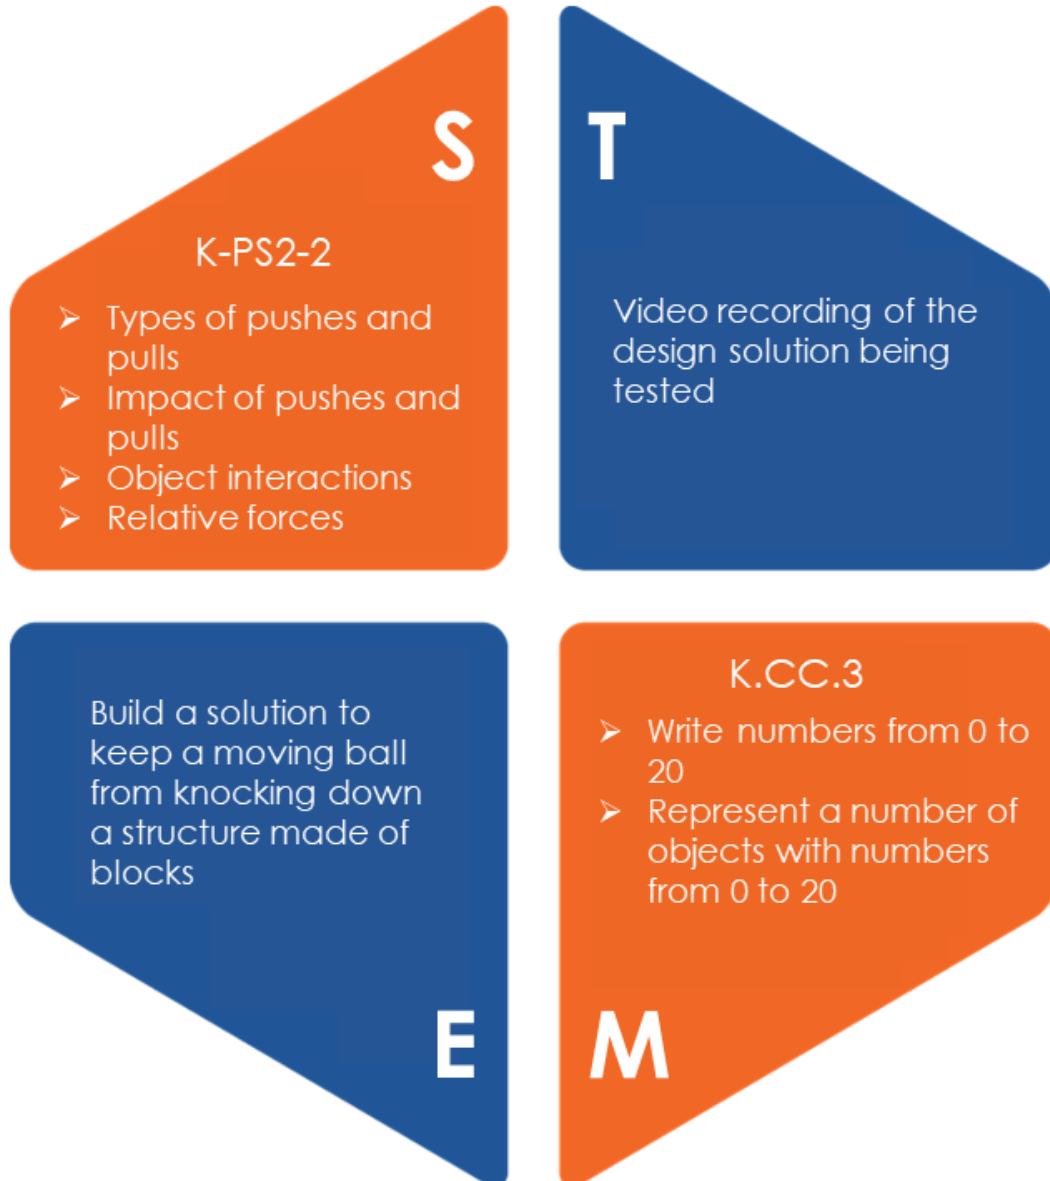 S
K-PS2-2
➢ Types of pushes and
pulls
➢ Impact of pushes and
pulls
➢ Object interactions
➢ Relative forces
T
Video recording of the
design solution being
tested
Build a solution to
keep a moving ball
from knocking down
a structure made of
blocks
E
K.CC.3
➢ Write numbers from 0 to
20
➢ Represent a number of
objects with numbers
from 0 to 20
M